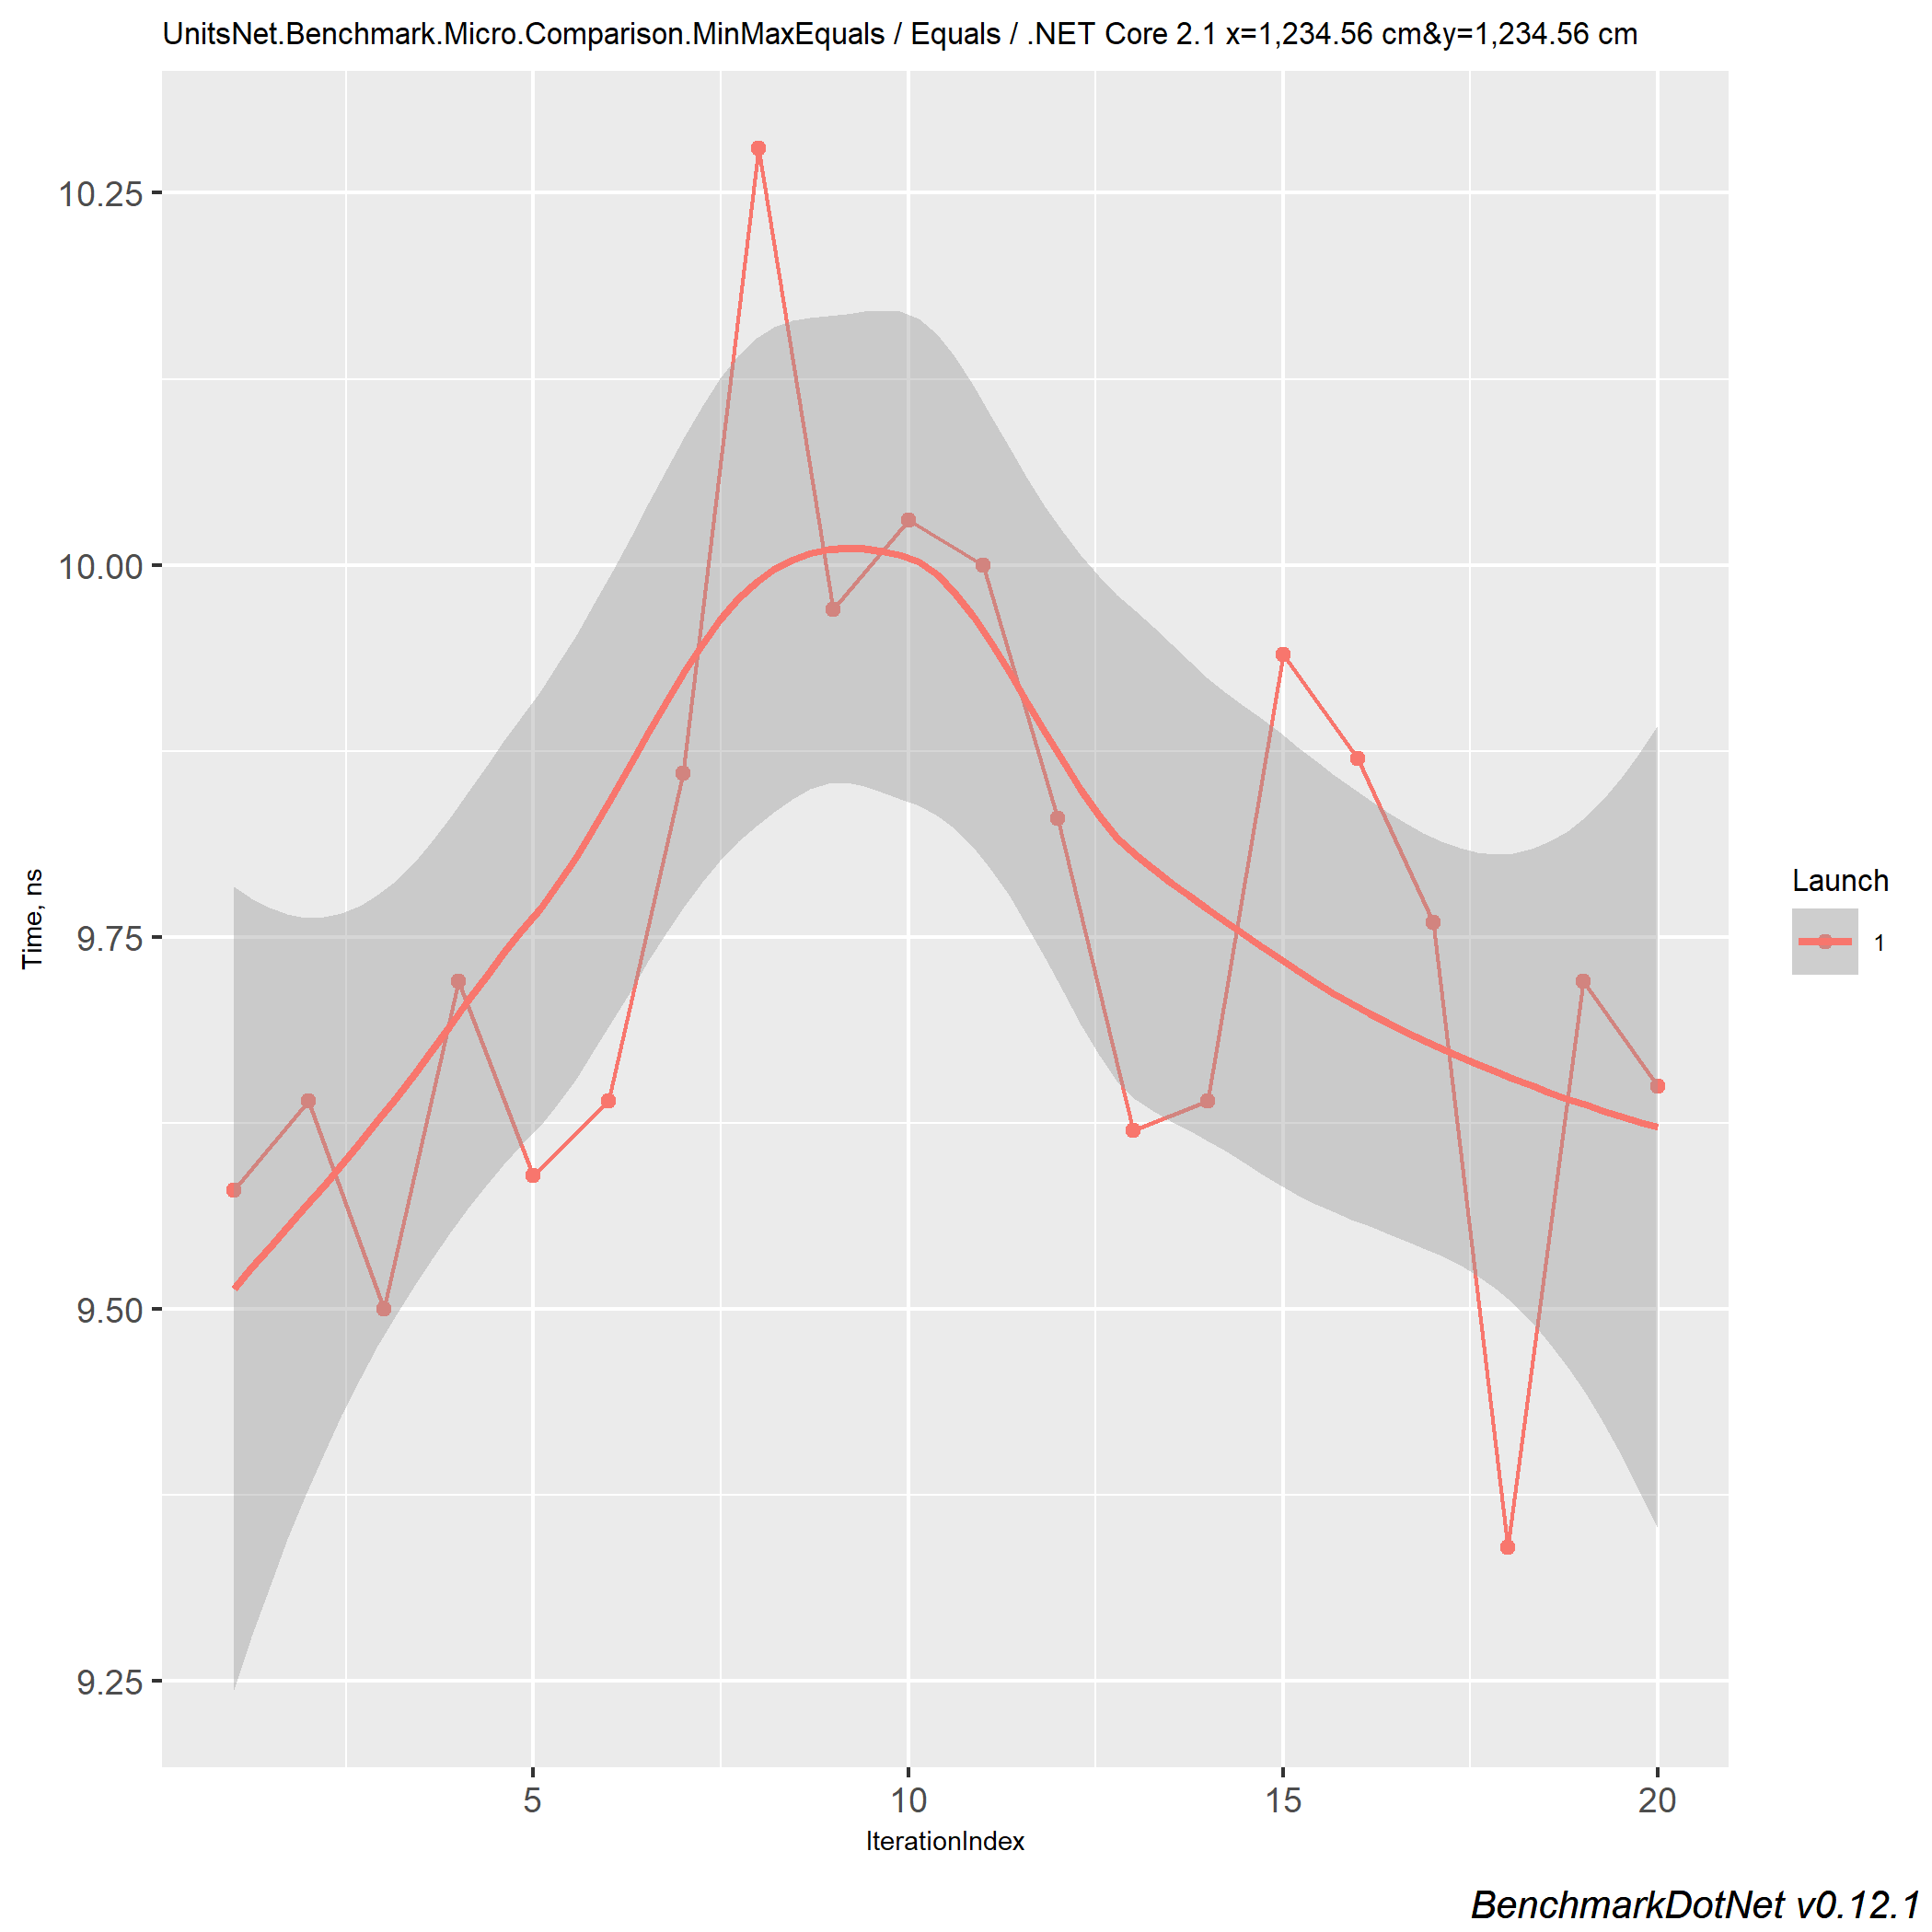 UnitsNet.Benchmark.Micro.Comparison.MinMaxEquals / Equals / .NET Core 2.1 x=1,234.56 cm&y=1,234.56 cm
10.25
10.00
9.75
9.50
9.25
Time, ns
5 10 15 20
IterationIndex
Launch
1
BenchmarkDotNet v0.12.1